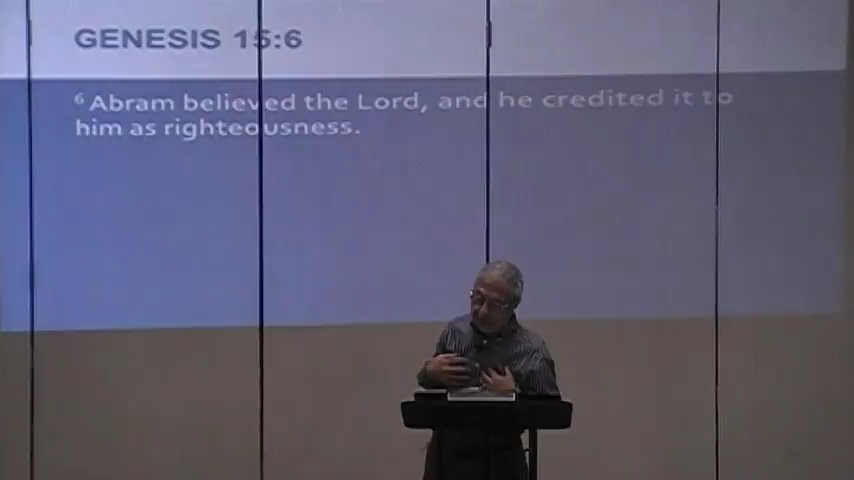 GENESIS 15:6
⁶ Abram believed the Lord, and he credited it to
him as righteousness.